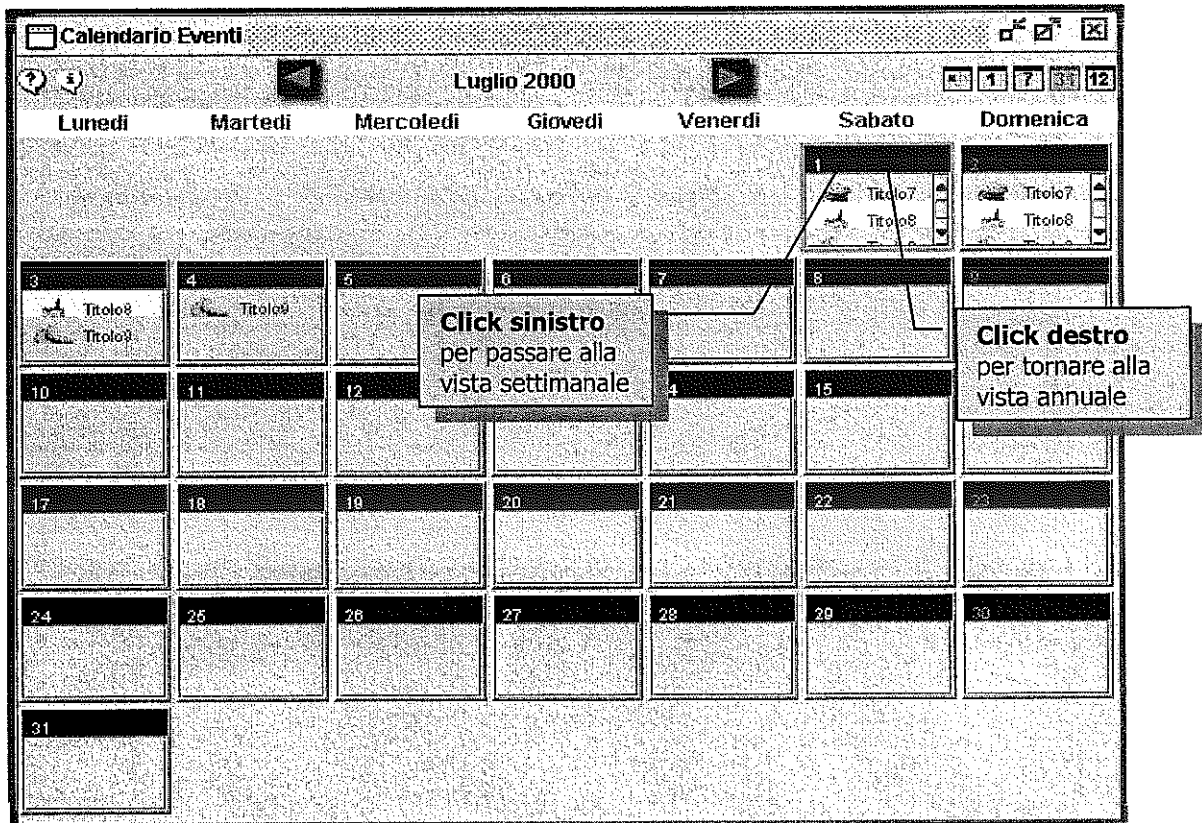 Calendario Eventi
? i Luglio 2000 1 7 31 12
Lunedi Martedi Mercoledi Giovedi Venerdi Sabato Domenica
1 2
Titolo7 Titolo7
Titolo8 Titolo8
3 4 5 6 7 8 9
Titolo8 Titolo9
Titolo9
Click sinistro
per passare alla
vista settimanale
Click destro
per tornare alla
vista annuale
10 11 12 4 15
17 18 19 20 21 22 23
24 25 26 27 28 29 30
31